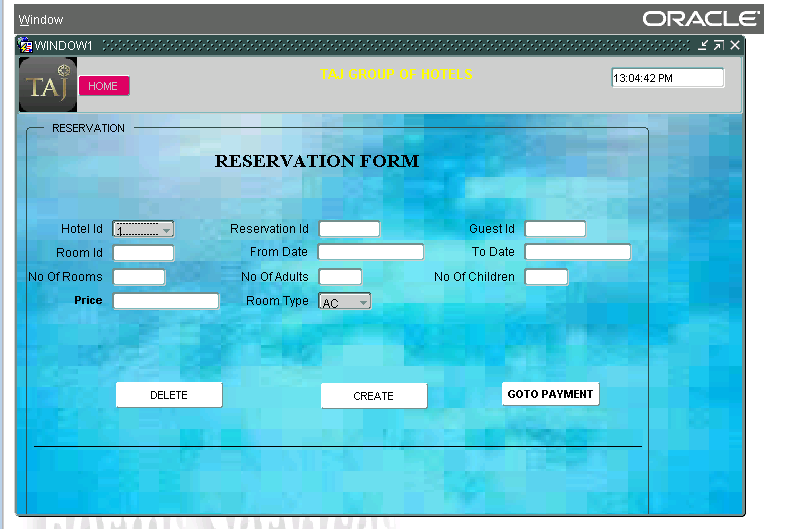 Window ORACLE
WINDOW1
TAJ HOME TAJ GROUP OF HOTELS 13:04:42 PM
RESERVATION
RESERVATION FORM
Hotel Id 1 Reservation Id Guest Id
Room Id From Date To Date
No Of Rooms No Of Adults No Of Children
Price Room Type AC
DELETE CREATE GOTO PAYMENT